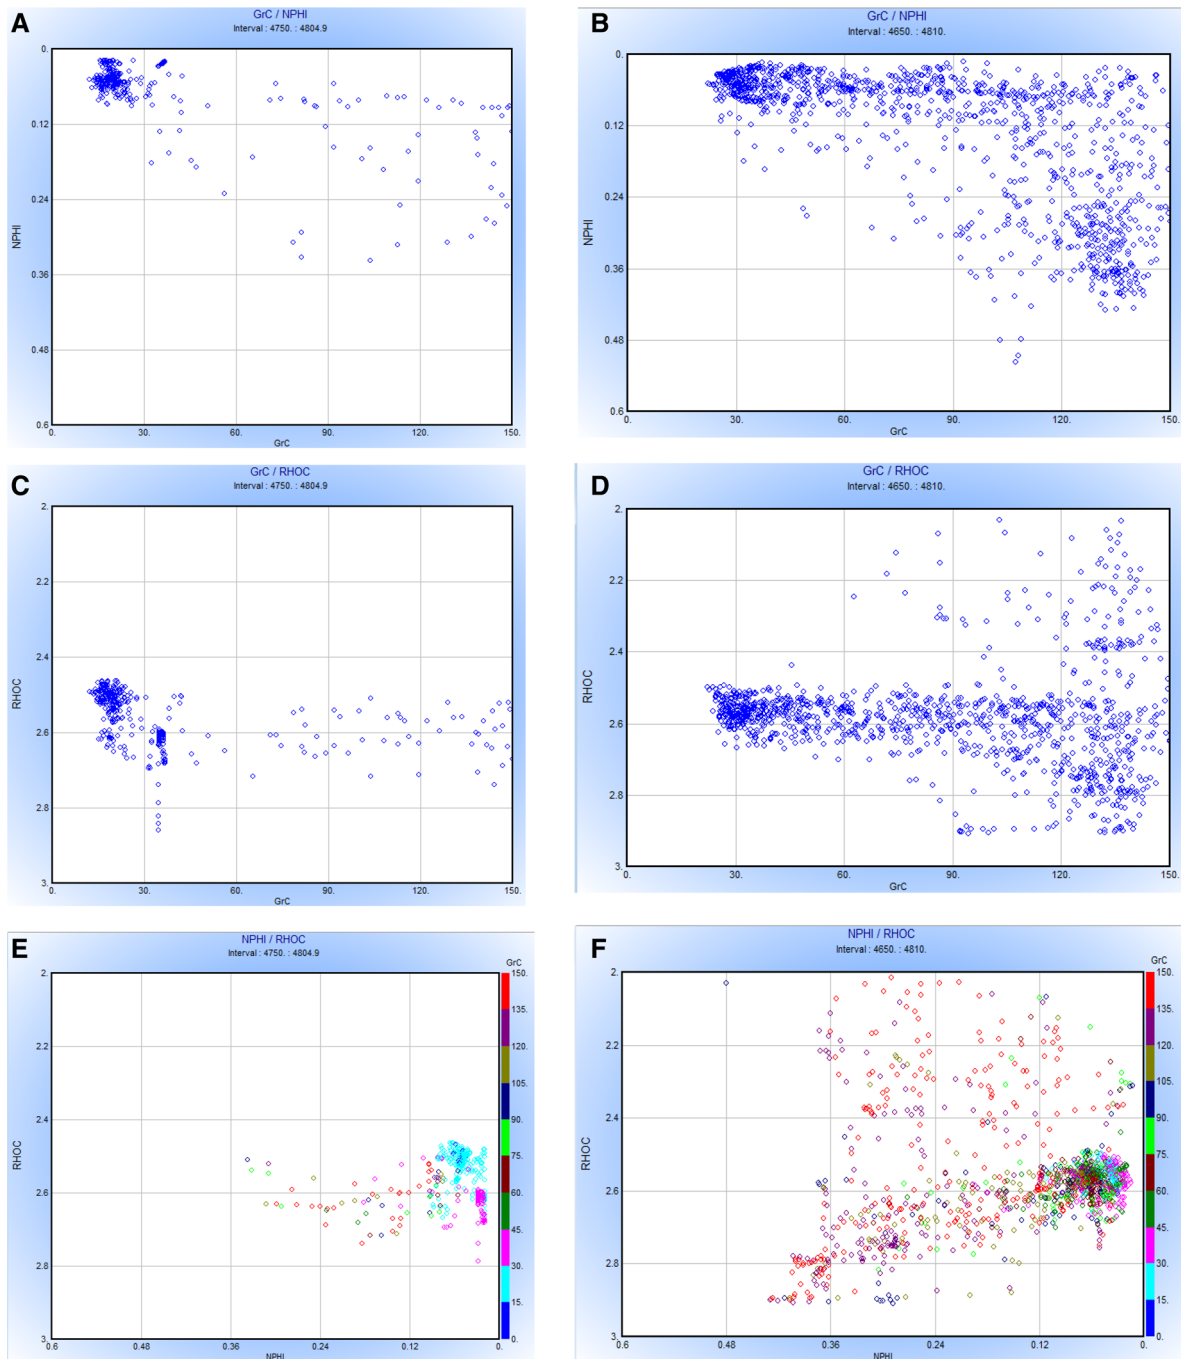 A
GrC / NPHI
Interval : 4750. : 4804.9
0.
0.12
0.24
0.36
0.48
0.6
NPHI
0.
30.
60.
90.
120.
150.
GrC
B
GrC / NPHI
Interval : 4650. : 4810.
0.
0.12
0.24
0.36
0.48
0.6
NPHI
0.
30.
60.
90.
120.
150.
GrC
C
GrC / RHOC
Interval : 4750. : 4804.9
2.
2.2
2.4
2.6
2.8
3.
RHOC
0.
30.
60.
90.
120.
150.
GrC
D
GrC / RHOC
Interval : 4650. : 4810.
2.
2.2
2.4
2.6
2.8
3.
RHOC
0.
30.
60.
90.
120.
150.
GrC
E
NPHI / RHOC
Interval : 4750. : 4804.9
2.
2.2
2.4
2.6
2.8
3.
RHOC
0.6
0.48
0.36
0.24
0.12
0.
NPHI
GrC
150.
135.
120.
105.
90.
75.
60.
45.
30.
15.
0.
F
NPHI / RHOC
Interval : 4650. : 4810.
2.
2.2
2.4
2.6
2.8
3.
RHOC
0.6
0.48
0.36
0.24
0.12
0.
NPHI
GrC
150.
135.
120.
105.
90.
75.
60.
45.
30.
15.
0.